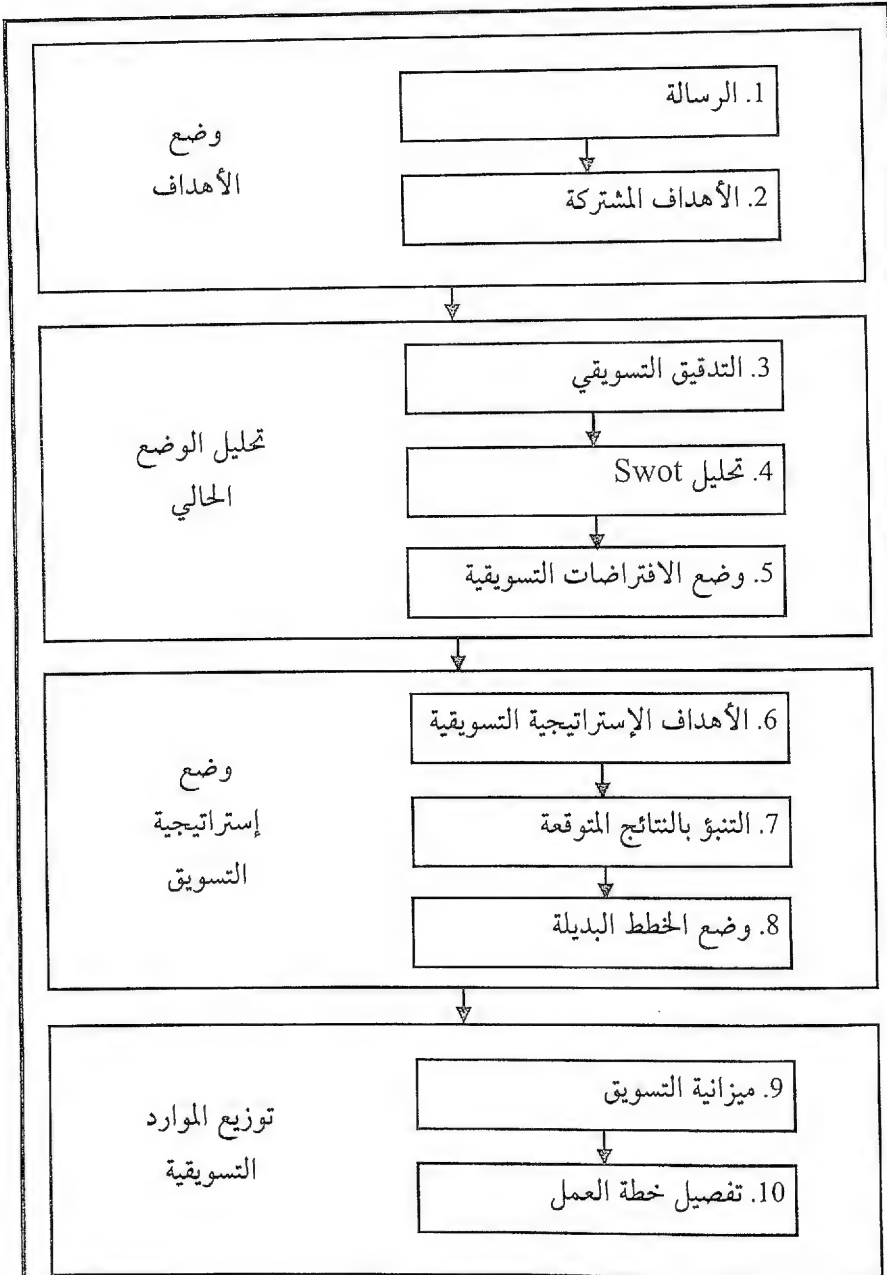 1. الرسالة
2. الأهداف المشتركة
وضع
الأهداف
3. التدقيق التسويقي
4. تحليل Swot
5. وضع الافتراضات التسويقية
تحليل الوضع
الحالي
6. الأهداف الإستراتيجية التسويقية
7. التنبؤ بالنتائج المتوقعة
8. وضع الخطط البديلة
وضع
إستراتيجية
التسويق
9. ميزانية التسويق
10. تفصيل خطة العمل
توزيع الموارد
التسويقية